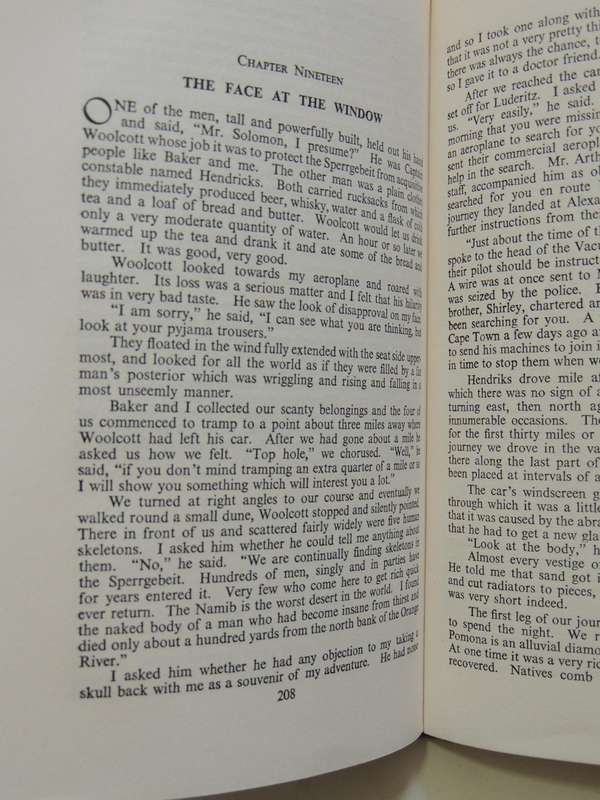 CHAPTER NINETEEN
THE FACE AT THE WINDOW
ONE of the men, tall and powerfully built, held out his hand
and said, "Mr. Solomon, I presume?" He was Captain
Woolcott whose job it was to protect the Sperrgebeit from acquisitive
people like Baker and me. The other man was a plain clothes
constable named Hendricks. Both carried rucksacks from which
they immediately produced beer, whisky, water and a flask of cold
tea and a loaf of bread and butter. Woolcott would let us drink
only a very moderate quantity of water. An hour or so later we
warmed up the tea and drank it and ate some of the bread and
butter. It was good, very good.
Woolcott looked towards my aeroplane and roared with
laughter. Its loss was a serious matter and I felt that his hilarity
was in very bad taste. He saw the look of disapproval on my face.
"I am sorry," he said, "I can see what you are thinking, but
look at your pyjama trousers."
They floated in the wind fully extended with the seat side upper-
most, and looked for all the world as if they were filled by a fat
man's posterior which was wriggling and rising and falling in a
most unseemly manner.
Baker and I collected our scanty belongings and the four of
us commenced to tramp to a point about three miles away where
Woolcott had left his car. After we had gone about a mile he
asked us how we felt. "Top hole," we chorused. "Well," he
said, "if you don't mind tramping an extra quarter of a mile or so
I will show you something which will interest you a lot."
We turned at right angles to our course and eventually we
walked round a small dune, Woolcott stopped and silently pointed.
There in front of us and scattered fairly widely were five human
skeletons. I asked him whether he could tell me anything about
them. "No," he said. "We are continually finding skeletons in
the Sperrgebeit. Hundreds of men, singly and in parties have
for years entered it. Very few who come here to get rich quick
ever return. The Namib is the worst desert in the world. I found
the naked body of a man who had become insane from thirst and
died only about a hundred yards from the north bank of the Orange
River."
I asked him whether he had any objection to my taking a
skull back with me as a souvenir of my adventure. He had none
208
and so I took one along with
that it was not a very pretty thi
there was always the chance, t
so I gave it to a doctor friend.
After we reached the car
set off for Luderitz. I asked
us. "Very easily," he said.
morning that you were missin
an aeroplane to search for yo
sent their commercial aeropl
help in the search. Mr. Arth
staff, accompanied him as o
searched for you en route
journey they landed at Alexa
further instructions from the
"Just about the time of th
spoke to the head of the Vacu
their pilot should be instruct
A wire was at once sent to M
was seized by the police.
brother, Shirley, chartered an
been searching for you. A
Cape Town a few days ago an
to send his machines to join i
in time to stop them when we
Hendriks drove mile af
which there was no sign of a
turning east, then north ag
innumerable occasions. The
for the first thirty miles or
journey we drove in the va
there along the last part of
been placed at intervals of a
The car's windscreen g
through which it was a little
that it was caused by the abra
that he had to get a new gla
"Look at the body," h
Almost every vestige of
He told me that sand got i
and cut radiators to pieces,
was very short indeed.
The first leg of our jour
to spend the night. We r
Pomona is an alluvial diamo
At one time it was a very ric
recovered. Natives comb